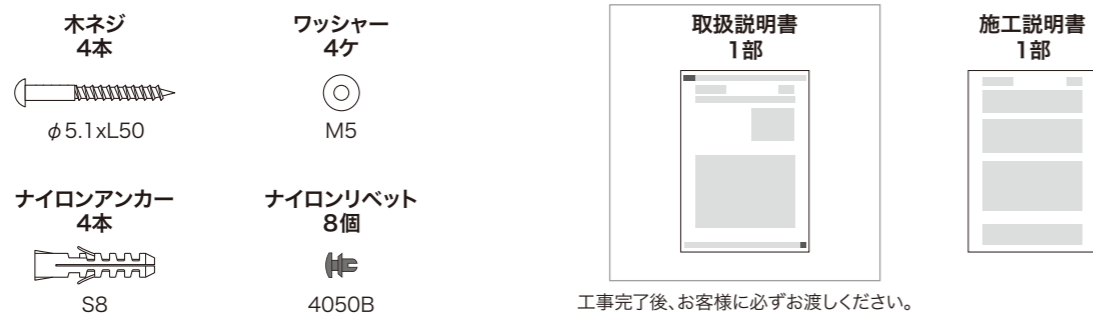 木ネジ
4本
φ5.1xL50
ワッシャー
4ケ
M5
取扱説明書
1部
施工説明書
1部
ナイロンアンカー
4本
S8
ナイロンリベット
8個
4050B
工事完了後、お客様に必ずお渡しください。